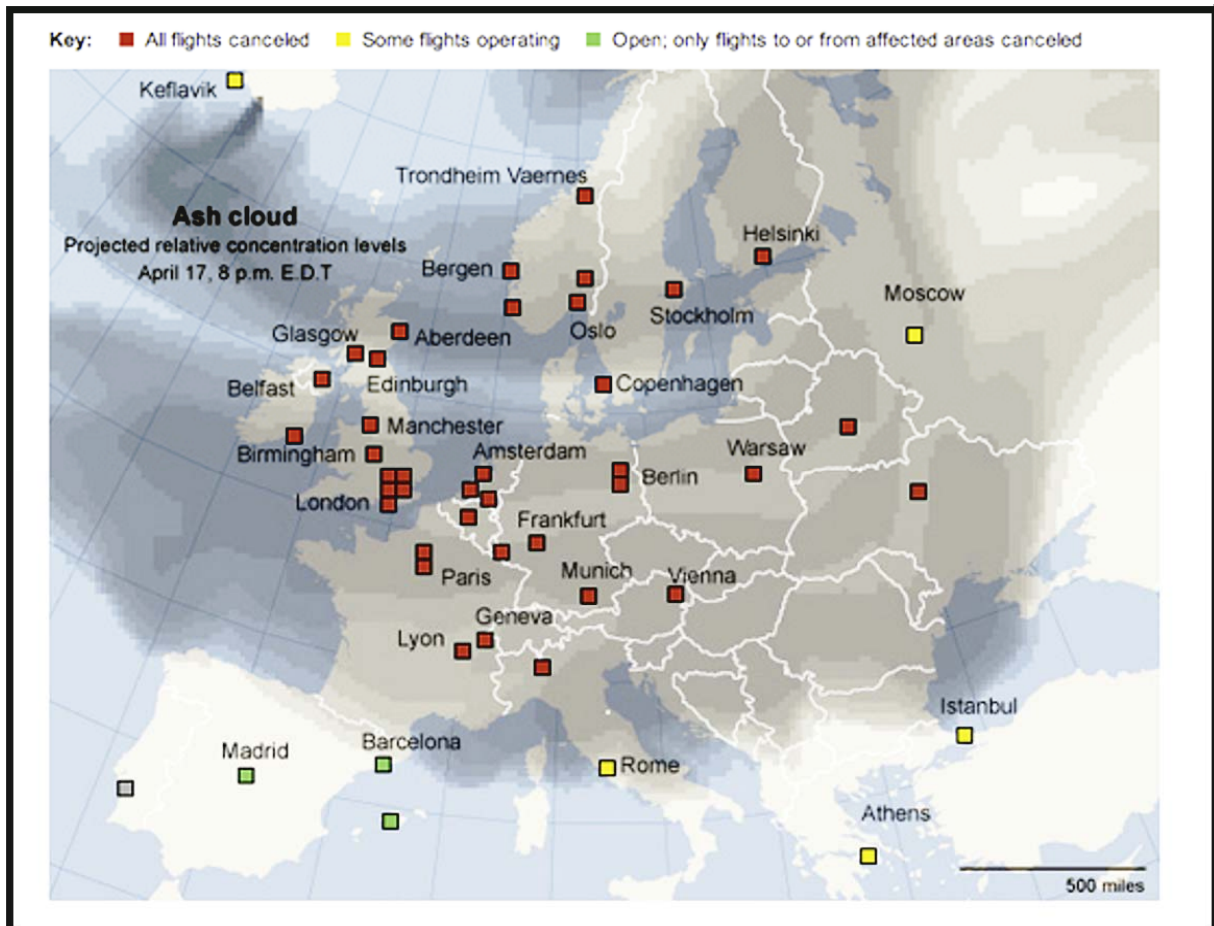 Key: All flights canceled Some flights operating Open; only flights to or from affected areas canceled
Keflavik
Trondheim Vaernes
Ash cloud
Projected relative concentration levels
April 17, 8 p.m. E.D.T
Helsinki
Bergen
Moscow
Stockholm
Oslo
Glasgow
Aberdeen
Belfast
Edinburgh
Copenhagen
Manchester
Birmingham
Amsterdam
Warsaw
Berlin
London
Frankfurt
Paris
Munich
Vienna
Geneva
Lyon
Istanbul
Madrid
Barcelona
Rome
Athens
500 miles